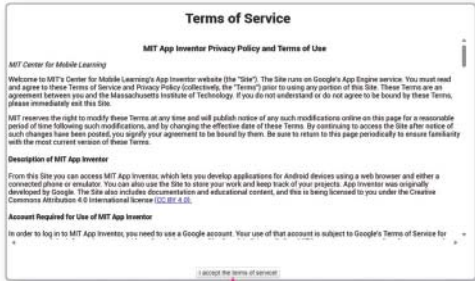 Terms of Service
MIT App Inventor Privacy Policy and Terms of Use
MIT Center for Mobile Learning
Welcome to MIT's Center for Mobile Learning's App Inventor website (the "Site"). The Site runs on Google's App Engine service. You must read
and agree to these Terms of Service and Privacy Policy (collectively, the "Terms") prior to using any portion of this Site. These Terms are an
agreement between you and the Massachusetts Institute of Technology. If you do not understand or do not agree to be bound by these Terms,
please immediately exit this Site.
MIT reserves the right to modify these Terms at any time and will publish notice of any such modifications online on this page for a reasonable
period of time following such modifications, and by changing the effective date of these Terms. By continuing to access the Site after notice of
such changes have been posted, you signify your agreement to be bound by them. Be sure to return to this page periodically to ensure familiarity
with the most current version of these Terms.
Description of MIT App Inventor
From this Site you can access MIT App Inventor, which lets you develop applications for Android devices using a web browser and either a
connected phone or emulator. You can also use the Site to store your work and keep track of your projects. App Inventor was originally
developed by Google. The Site also includes documentation and educational content, and this is being licensed to you under the Creative
Commons Attribution 4.0 International license (CC BY 4.0).
Account Required for Use of MIT App Inventor
In order to log in to MIT App Inventor, you need to use a Google account. Your use of that account is subject to Google's Terms of Service for
I accept the terms of service!